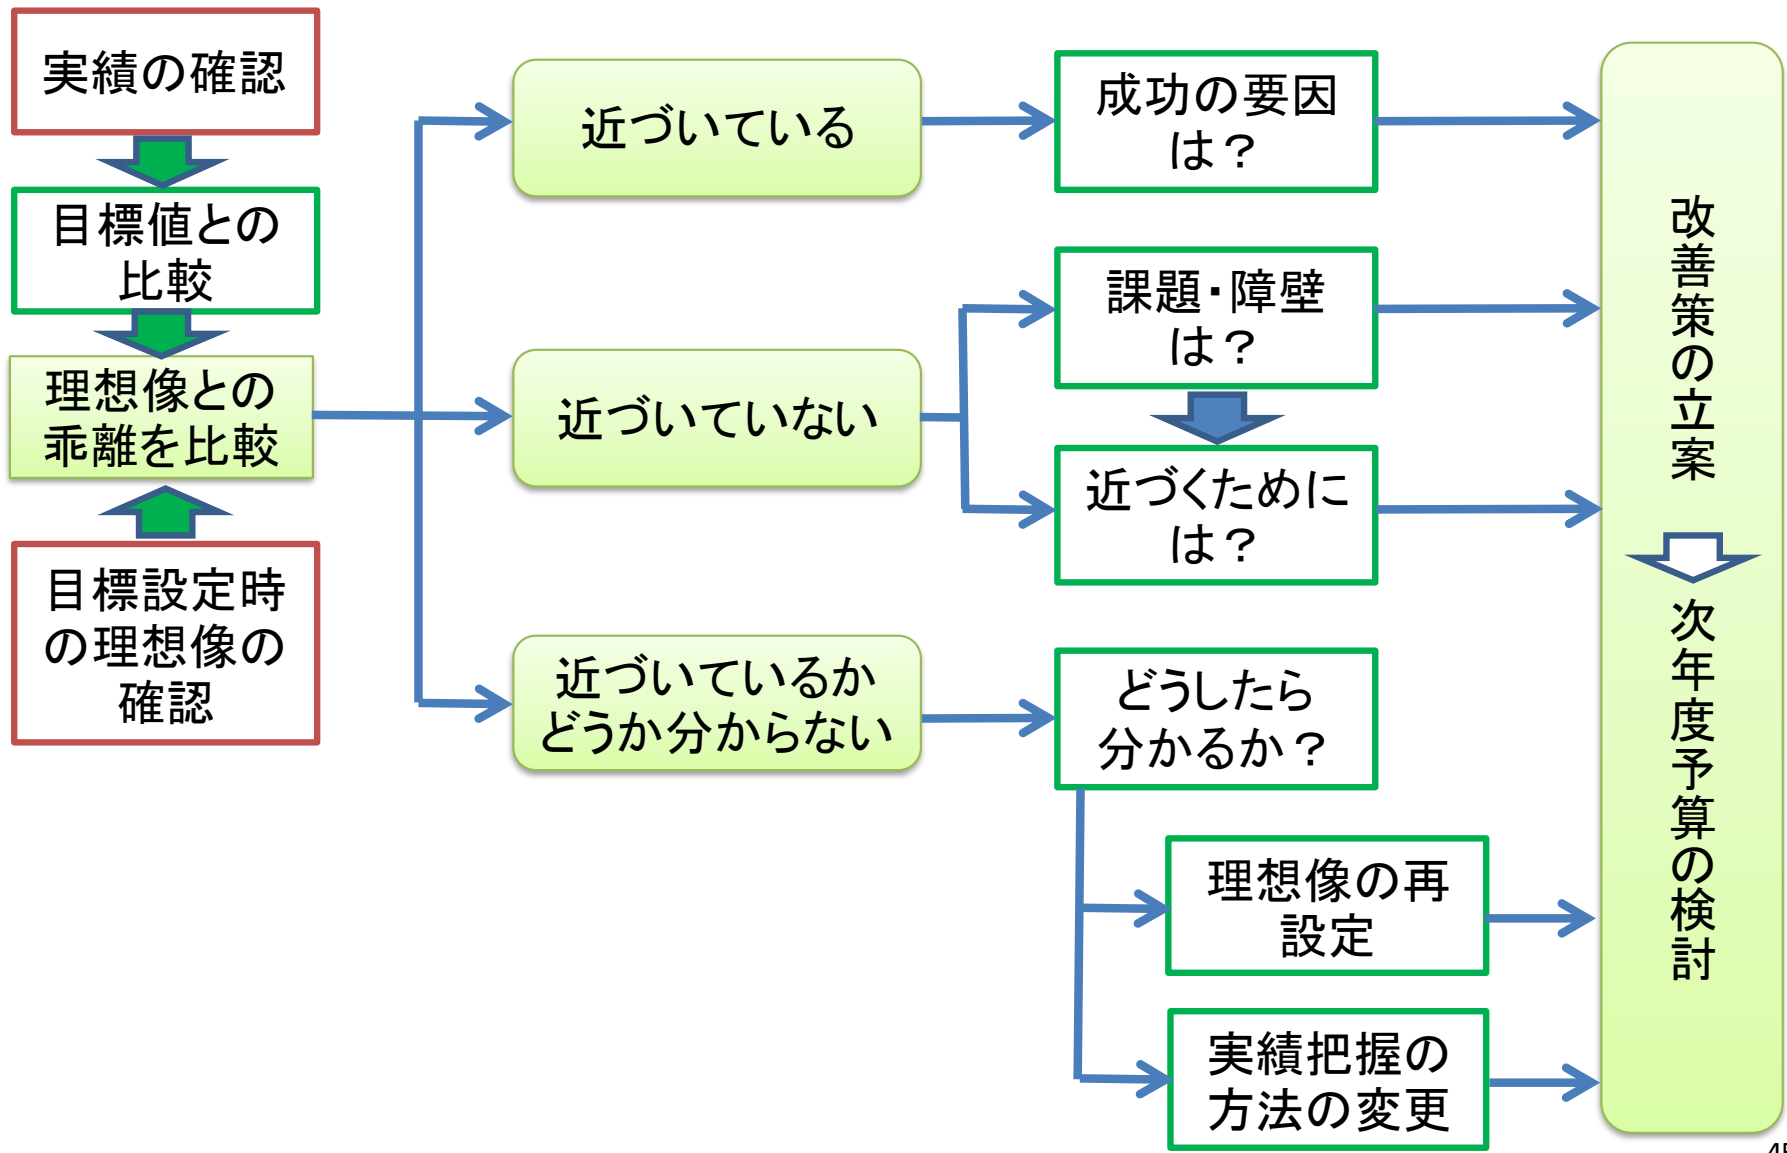 実績の確認
目標値との
比較
理想像との
乖離を比較
目標設定時
の理想像の
確認
近づいている
近づいていない
近づいているか
どうか分からない
成功の要因
は？
課題・障壁
は？
近づくために
は？
どうしたら
分かるか？
理想像の再
設定
実績把握の
方法の変更
改善策の立案
次年度予算の検討